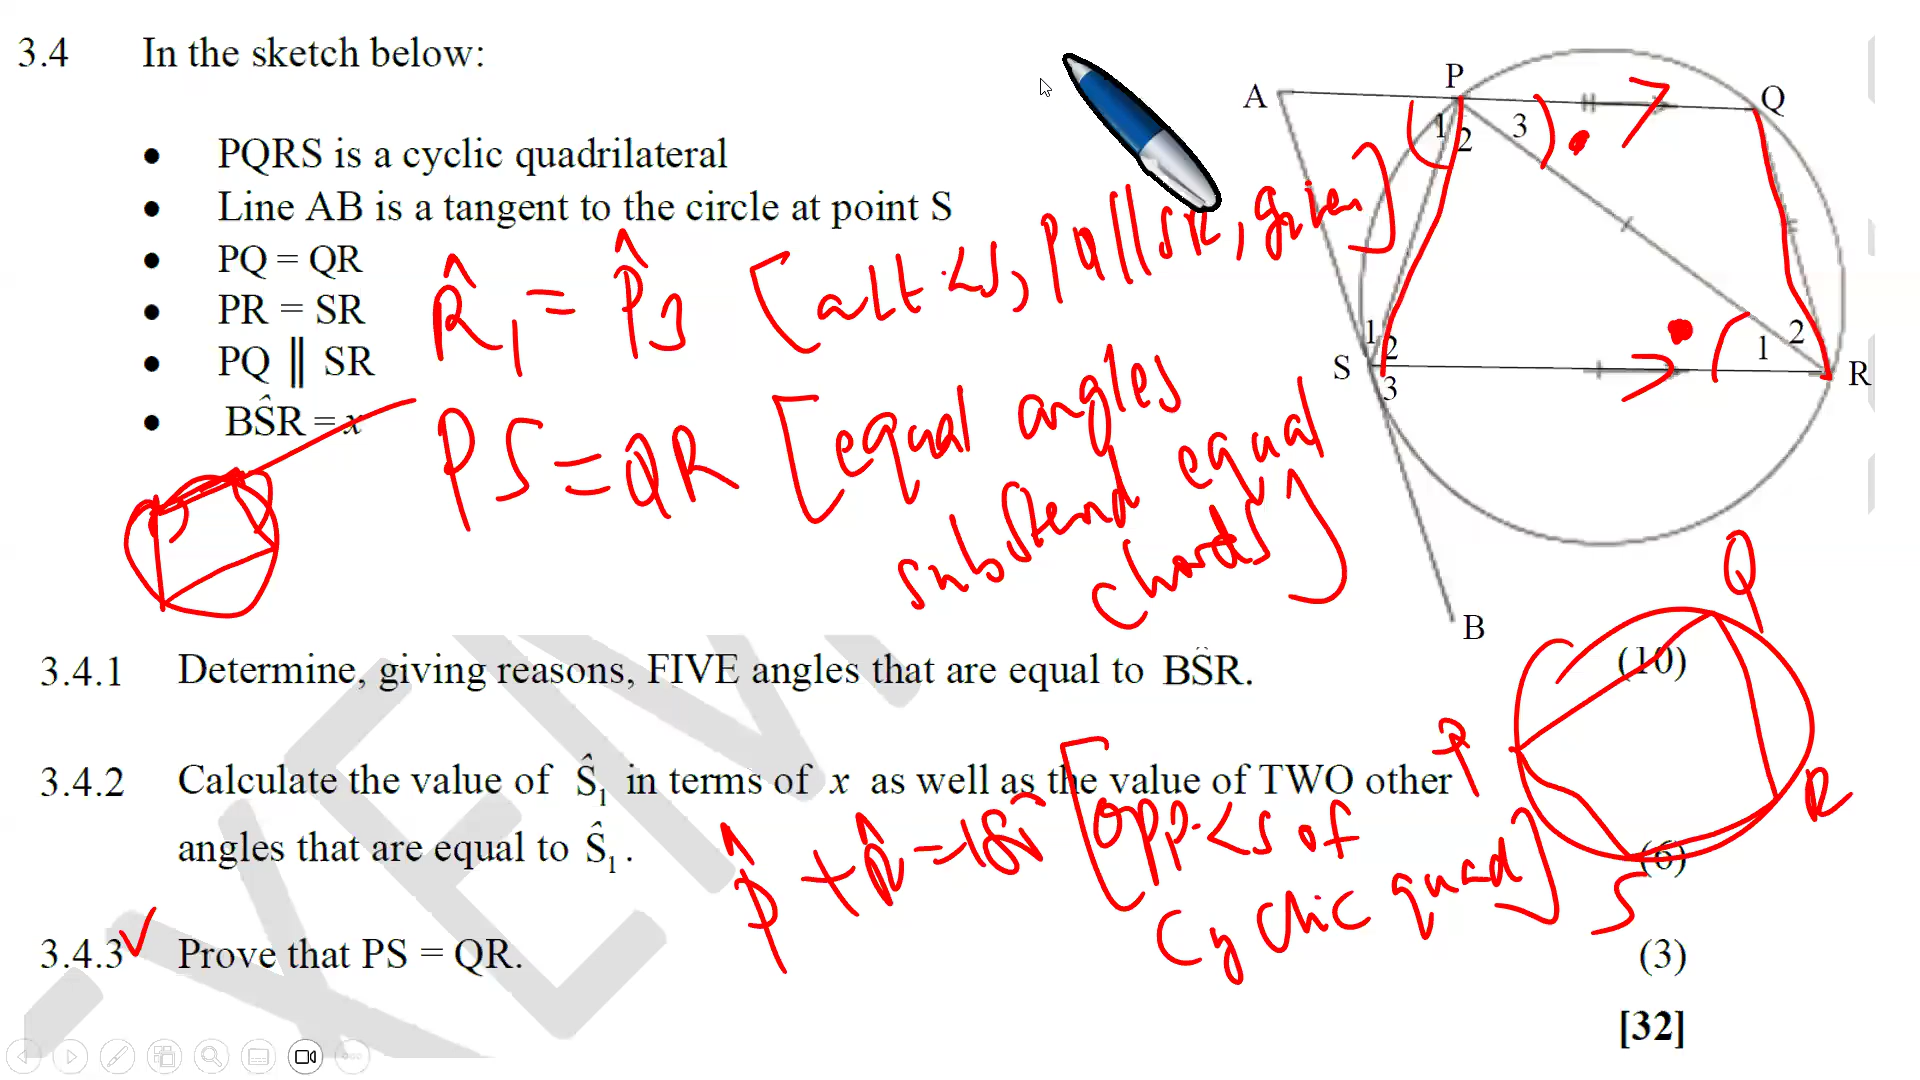 3.4 In the sketch below:
• PQRS is a cyclic quadrilateral
• Line AB is a tangent to the circle at point S
• PQ = QR
• PR = SR
• PQ ∥ SR
• BŜR = x
R̂₁ = P̂₃ [alt <s, PQ//SR, given]
PS = QR [equal angles
substend equal
chords]
A
P
Q
1 2 3
1
2
S
3
1 2
R
B
Q
P
R
S
3.4.1 Determine, giving reasons, FIVE angles that are equal to BŜR. (10)
3.4.2 Calculate the value of Ŝ₁ in terms of x as well as the value of TWO other
angles that are equal to Ŝ₁. (6)
P̂ + R̂ = 180° [opp. <s of
cyclic quad]
3.4.3 ✓ Prove that PS = QR. (3)
[32]